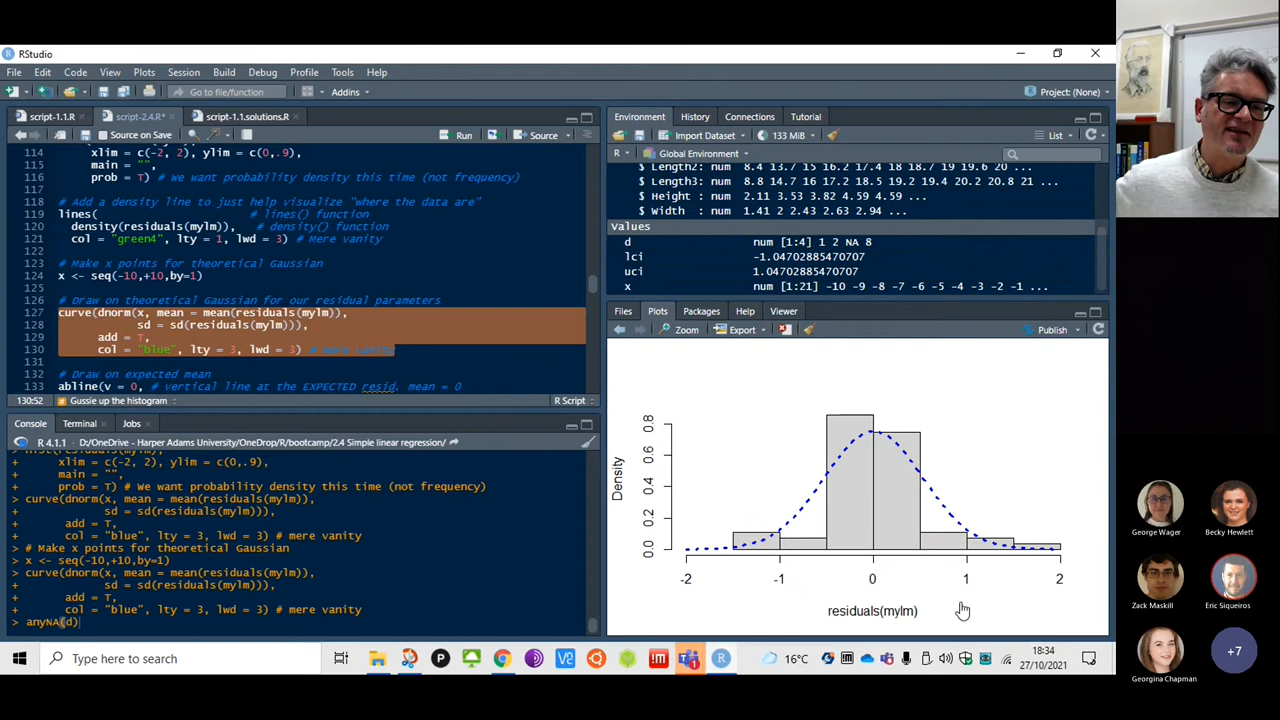 RStudio
File Edit Code View Plots Session Build Debug Profile Tools Help
Go to file/function Addins Project: (None)
script-1.1.R script-2.4.R* script-1.1.solutions.R
Source on Save Run Source
114 xlim = c(-2, 2), ylim = c(0,.9),
115 main = "",
116 prob = T) # We want probability density this time (not frequency)
117
118 # Add a density line to just help visualize "where the data are"
119 lines( # lines() function
120 density(residuals(mylm)), # density() function
121 col = "green4", lty = 1, lwd = 3) # Mere vanity
122
123 # Make x points for theoretical Gaussian
124 x <- seq(-10,+10,by=1)
125
126 # Draw on theoretical Gaussian for our residual parameters
127 curve(dnorm(x, mean = mean(residuals(mylm)),
128 sd = sd(residuals(mylm))),
129 add = T,
130 col = "blue", lty = 3, lwd = 3) # mere vanity
131
132 # Draw on expected mean
133 abline(v = 0, # vertical line at the EXPECTED resid. mean = 0
130:52 Gussie up the histogram R Script
Console Terminal Jobs
R 4.1.1 · D:/OneDrive - Harper Adams University/OneDrop/R/bootcamp/2.4 Simple linear regression/
+ xlim = c(-2, 2), ylim = c(0,.9),
+ main = "",
+ prob = T) # We want probability density this time (not frequency)
> curve(dnorm(x, mean = mean(residuals(mylm)),
+ sd = sd(residuals(mylm))),
+ add = T,
+ col = "blue", lty = 3, lwd = 3) # mere vanity
> # Make x points for theoretical Gaussian
> x <- seq(-10,+10,by=1)
> curve(dnorm(x, mean = mean(residuals(mylm)),
+ sd = sd(residuals(mylm))),
+ add = T,
+ col = "blue", lty = 3, lwd = 3) # mere vanity
> anyNA(d)
Environment History Connections Tutorial
Import Dataset 133 MiB List
R Global Environment
$ Length2: num 8.4 13.7 15 16.2 17.4 18 18.7 19 19.6 20 ...
$ Length3: num 8.8 14.7 16 17.2 18.5 19.2 19.4 20.2 20.8 21 ...
$ Height : num 2.11 3.53 3.82 4.59 4.59 ...
$ Width : num 1.41 2 2.43 2.63 2.94 ...
Values
d num [1:4] 1 2 NA 8
lci -1.04702885470707
uci 1.04702885470707
x num [1:21] -10 -9 -8 -7 -6 -5 -4 -3 -2 -1 ...
Files Plots Packages Help Viewer
Zoom Export Publish
Density
0.0 0.2 0.4 0.6 0.8
-2 -1 0 1 2
residuals(mylm)
George Wager
Becky Hewlett
Zack Maskill
Eric Siqueiros
Georgina Chapman
+7
Type here to search
16°C
18:34
27/10/2021